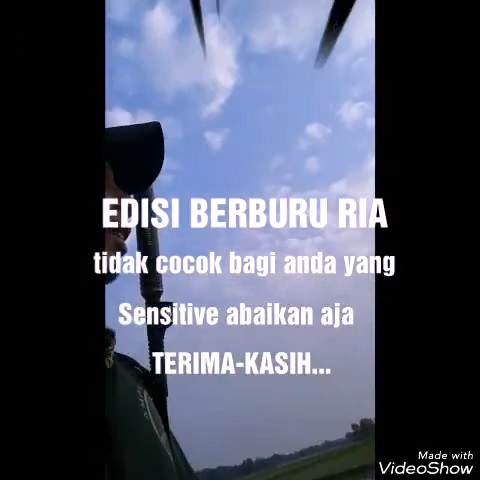 EDISI BERBURU RIA
tidak cocok bagi anda yang
Sensitive abaikan aja
TERIMA-KASIH...
Made with
VideoShow